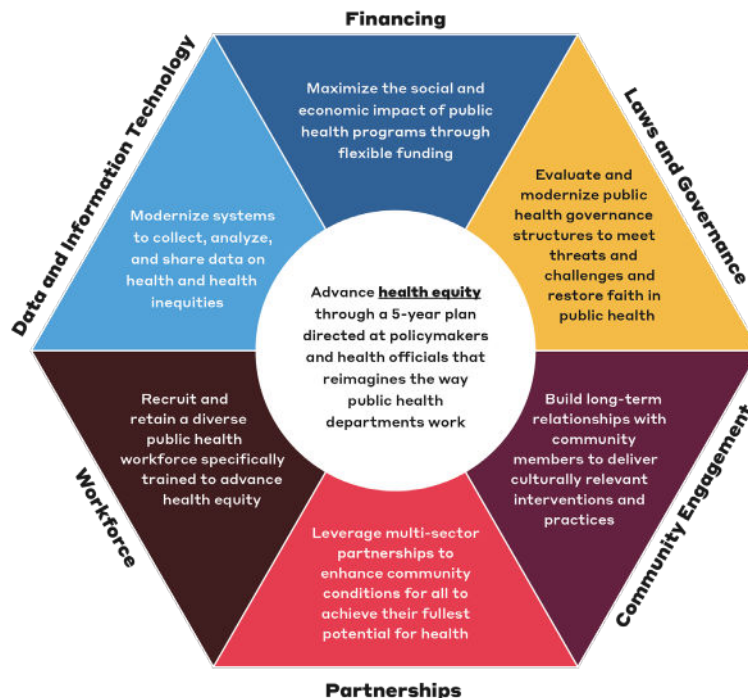 Financing
Maximize the social and
economic impact of public
health programs through
flexible funding
Laws and Governance
Evaluate and
modernize public
health governance
structures to meet
threats and
challenges and
restore faith in
public health
Community Engagement
Build long-term
relationships with
community
members to deliver
culturally relevant
interventions and
practices
Partnerships
Leverage multi-sector
partnerships to
enhance community
conditions for all to
achieve their fullest
potential for health
Workforce
Recruit and
retain a diverse
public health
workforce specifically
trained to advance
health equity
Data and Information Technology
Modernize systems
to collect, analyze,
and share data on
health and health
inequities
Advance health equity
through a 5-year plan
directed at policymakers
and health officials that
reimagines the way
public health
departments work